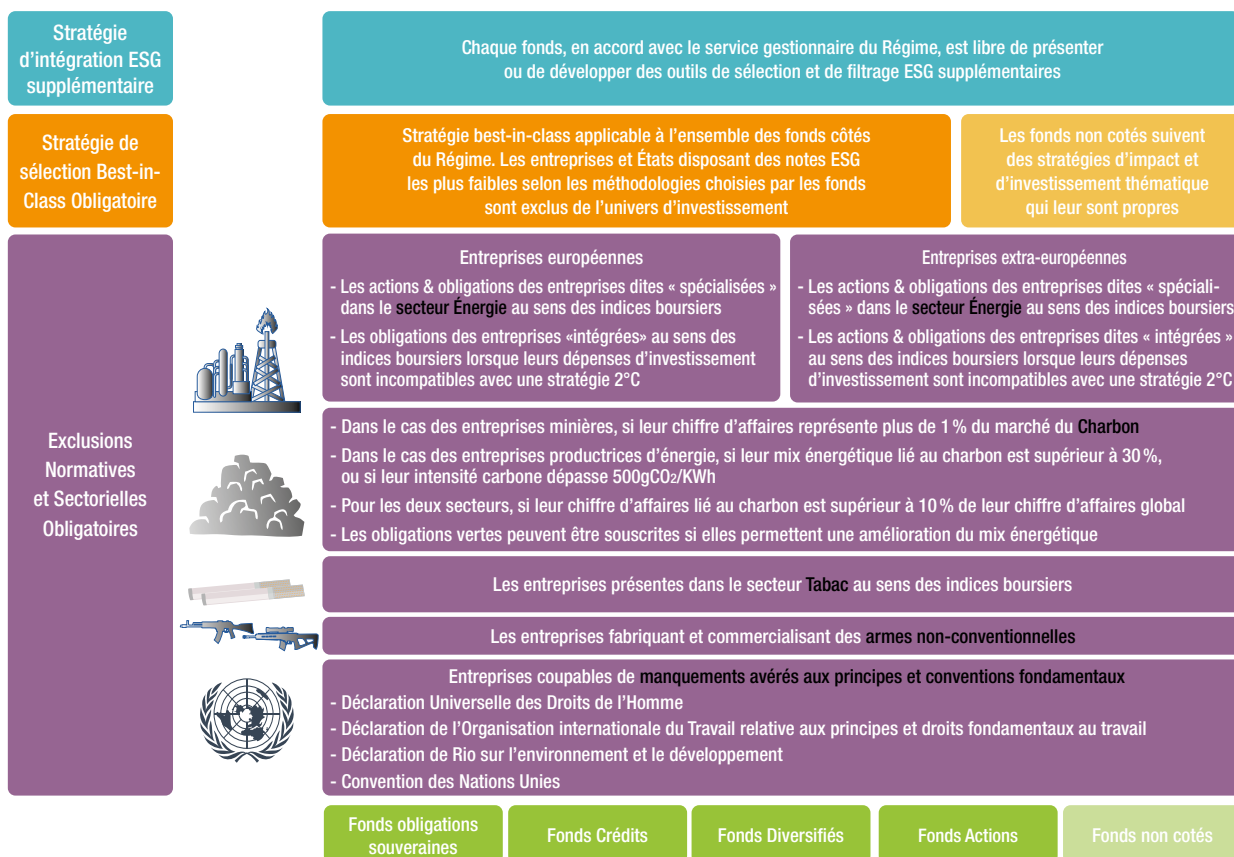 Stratégie
d'intégration ESG
supplémentaire
Chaque fonds, en accord avec le service gestionnaire du Régime, est libre de présenter
ou de développer des outils de sélection et de filtrage ESG supplémentaires
Stratégie de
sélection Best-in-
Class Obligatoire
Stratégie best-in-class applicable à l'ensemble des fonds côtés
du Régime. Les entreprises et États disposant des notes ESG
les plus faibles selon les méthodologies choisies par les fonds
sont exclus de l'univers d'investissement
Les fonds non cotés suivent
des stratégies d'impact et
d'investissement thématique
qui leur sont propres
Exclusions
Normatives
et Sectorielles
Obligatoires
Entreprises européennes
- Les actions & obligations des entreprises dites « spécialisées »
dans le secteur Énergie au sens des indices boursiers
- Les obligations des entreprises «intégrées» au sens des
indices boursiers lorsque leurs dépenses d'investissement
sont incompatibles avec une stratégie 2°C
Entreprises extra-européennes
- Les actions & obligations des entreprises dites « spéciali-
sées » dans le secteur Énergie au sens des indices boursiers
- Les actions & obligations des entreprises dites « intégrées »
au sens des indices boursiers lorsque leurs dépenses
d'investissement sont incompatibles avec une stratégie 2°C
- Dans le cas des entreprises minières, si leur chiffre d'affaires représente plus de 1 % du marché du Charbon
- Dans le cas des entreprises productrices d'énergie, si leur mix énergétique lié au charbon est supérieur à 30 %,
ou si leur intensité carbone dépasse 500gCO2/KWh
- Pour les deux secteurs, si leur chiffre d'affaires lié au charbon est supérieur à 10 % de leur chiffre d'affaires global
- Les obligations vertes peuvent être souscrites si elles permettent une amélioration du mix énergétique
Les entreprises présentes dans le secteur Tabac au sens des indices boursiers
Les entreprises fabriquant et commercialisant des armes non-conventionnelles
Entreprises coupables de manquements avérés aux principes et conventions fondamentaux
- Déclaration Universelle des Droits de l'Homme
- Déclaration de l'Organisation internationale du Travail relative aux principes et droits fondamentaux au travail
- Déclaration de Rio sur l'environnement et le développement
- Convention des Nations Unies
Fonds obligations
souveraines
Fonds Crédits
Fonds Diversifiés
Fonds Actions
Fonds non cotés